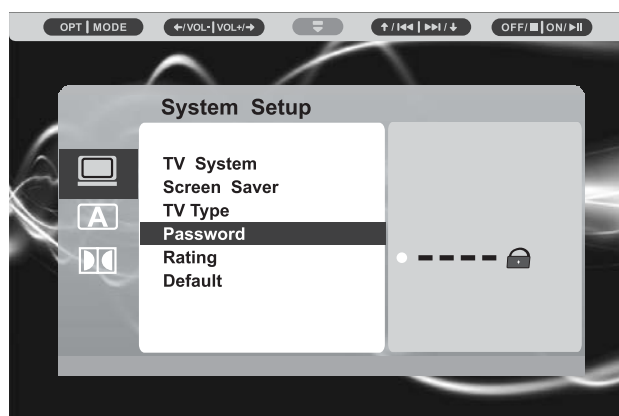 OPT | MODE
←/VOL- | VOL+/→
↑/I◀◀ | ▶▶I/↓
OFF/■ | ON/▶II
System Setup
TV System
Screen Saver
TV Type
Password
Rating
Default
A
- - - -